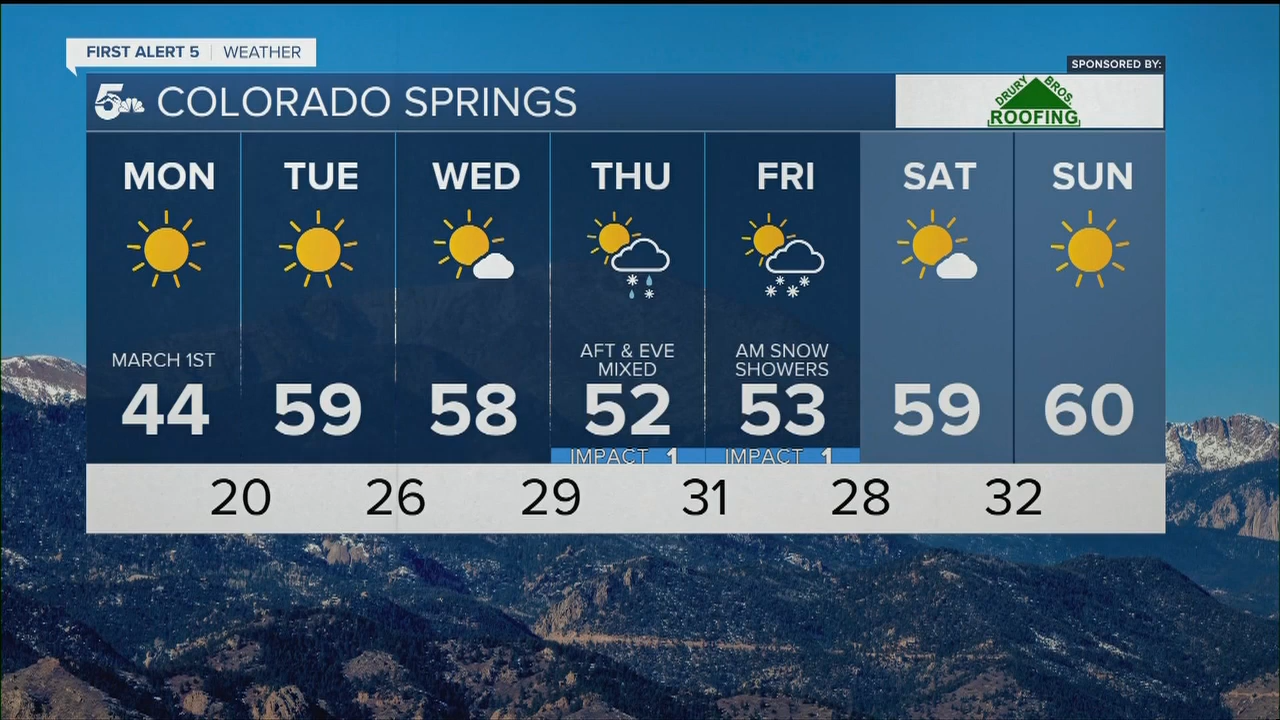 FIRST ALERT 5 | WEATHER
SPONSORED BY:
5 COLORADO SPRINGS
DRURY BROS.
ROOFING
MON TUE WED THU FRI SAT SUN
MARCH 1ST
AFT & EVE
MIXED
AM SNOW
SHOWERS
44 59 58 52 53 59 60
IMPACT 1 IMPACT 1
20 26 29 31 28 32